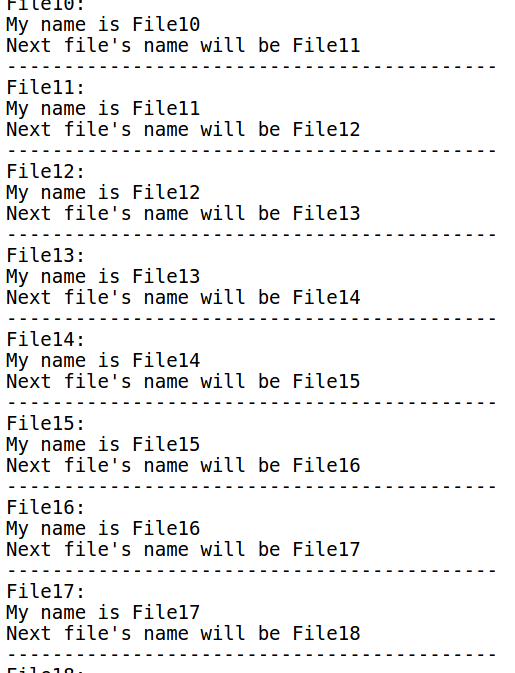 File10:
My name is File10
Next file's name will be File11
-------------------------------------------
File11:
My name is File11
Next file's name will be File12
-------------------------------------------
File12:
My name is File12
Next file's name will be File13
-------------------------------------------
File13:
My name is File13
Next file's name will be File14
-------------------------------------------
File14:
My name is File14
Next file's name will be File15
-------------------------------------------
File15:
My name is File15
Next file's name will be File16
-------------------------------------------
File16:
My name is File16
Next file's name will be File17
-------------------------------------------
File17:
My name is File17
Next file's name will be File18
-------------------------------------------
File18: